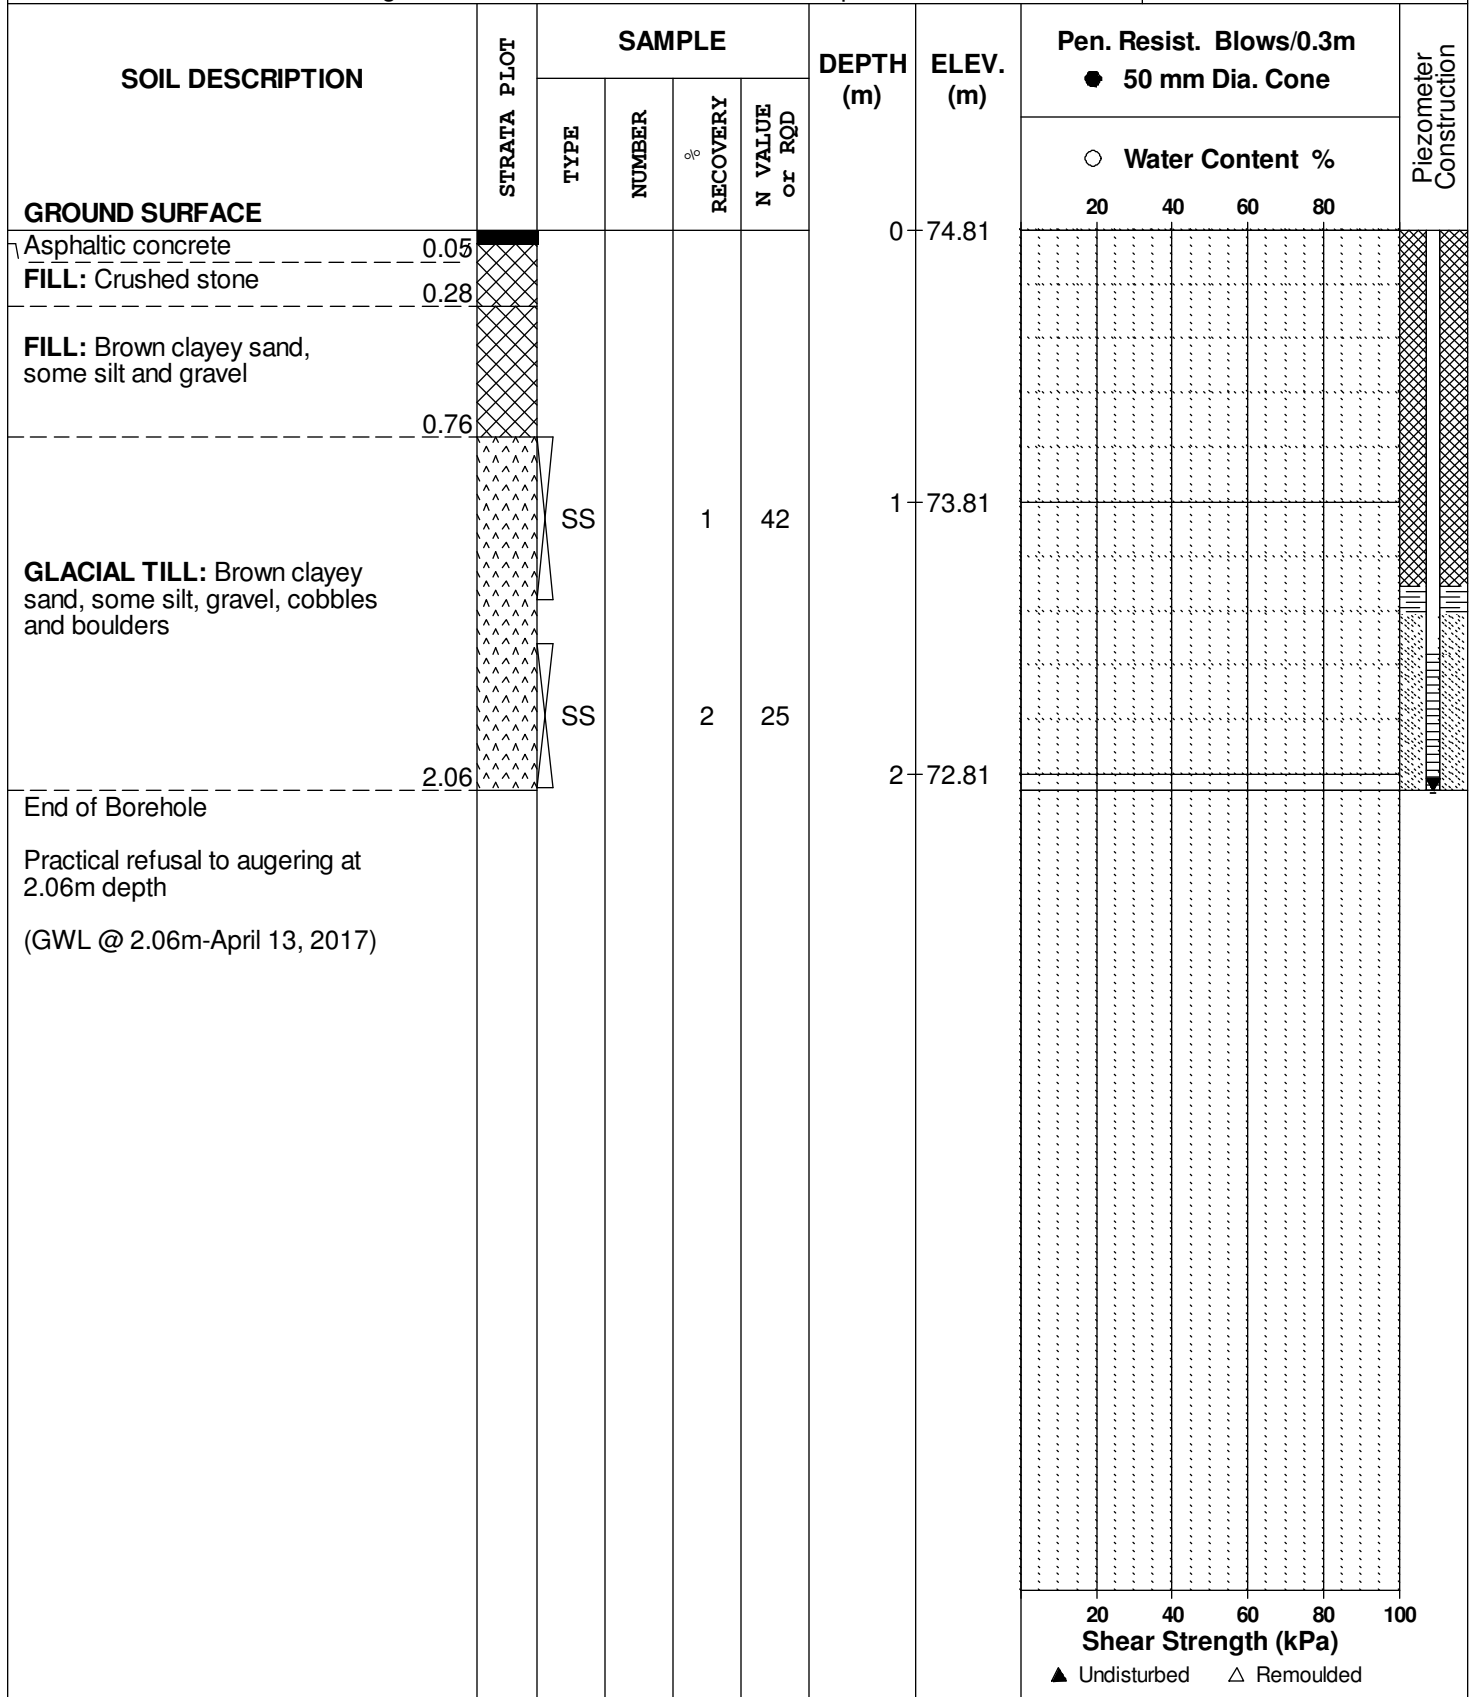 SOIL DESCRIPTION
GROUND SURFACE
STRATA PLOT
SAMPLE
TYPE
NUMBER
% RECOVERY
N VALUE or RQD
DEPTH
(m)
ELEV.
(m)
Pen. Resist. Blows/0.3m
● 50 mm Dia. Cone
○ Water Content %
20 40 60 80
Piezometer
Construction
Asphaltic concrete 0.05
FILL: Crushed stone
0.28
FILL: Brown clayey sand,
some silt and gravel
0.76
GLACIAL TILL: Brown clayey
sand, some silt, gravel, cobbles
and boulders
2.06
End of Borehole
Practical refusal to augering at
2.06m depth
(GWL @ 2.06m-April 13, 2017)
SS 1 42
SS 2 25
0 74.81
1 73.81
2 72.81
20 40 60 80 100
Shear Strength (kPa)
▲ Undisturbed △ Remoulded